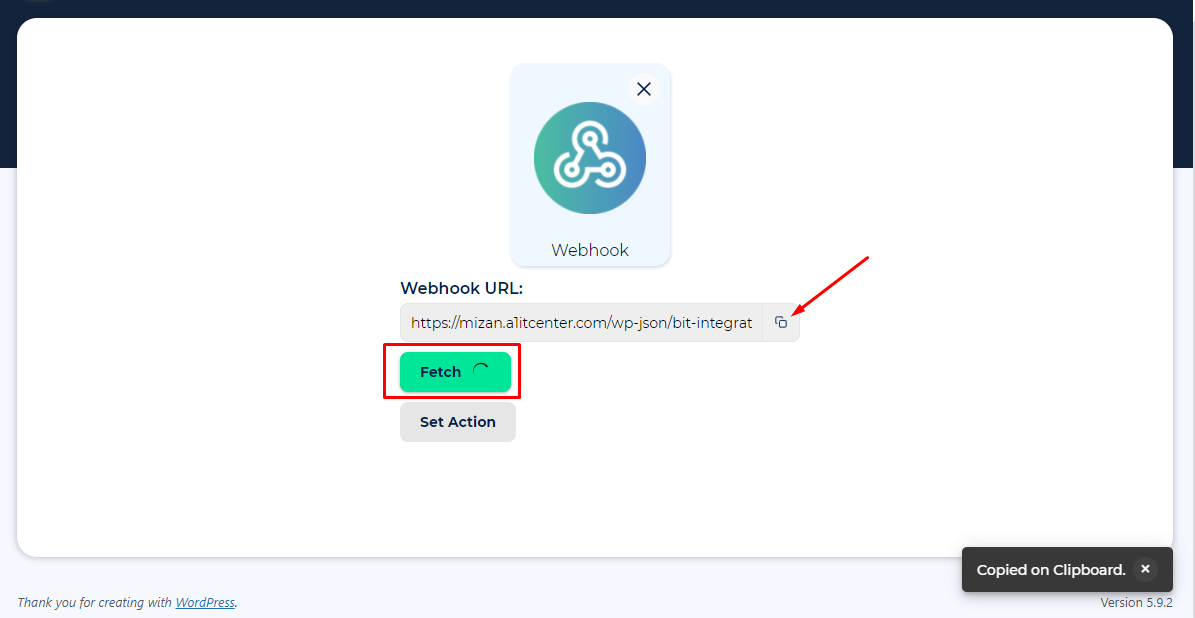 Webhook
Webhook URL:
https://mizan.a1itcenter.com/wp-json/bit-integrat
Fetch
Set Action
Copied on Clipboard.
Thank you for creating with WordPress.
Version 5.9.2